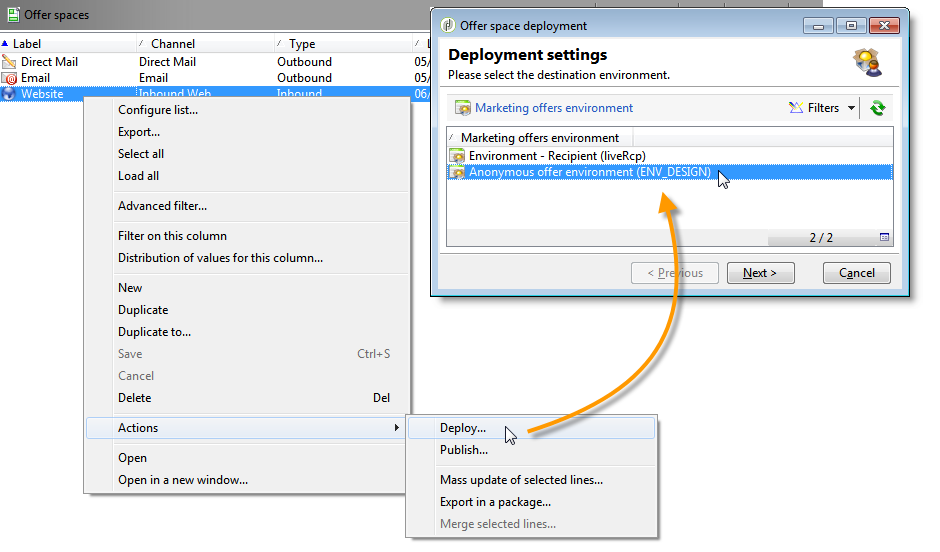 Offer spaces
Label Channel Type
Direct Mail Direct Mail Outbound 05/
Email Email Outbound 05/
Website Inbound Web Inbound 06/
Configure list...
Export...
Select all
Load all
Advanced filter...
Filter on this column
Distribution of values for this column...
New
Duplicate
Duplicate to...
Save Ctrl+S
Cancel
Delete Del
Actions
Open
Open in a new window...
Deploy...
Publish...
Mass update of selected lines...
Export in a package...
Merge selected lines...
Offer space deployment
Deployment settings
Please select the destination environment.
Marketing offers environment Filters
Marketing offers environment
Environment - Recipient (liveRcp)
Anonymous offer environment (ENV_DESIGN)
2 / 2
< Previous Next > Cancel